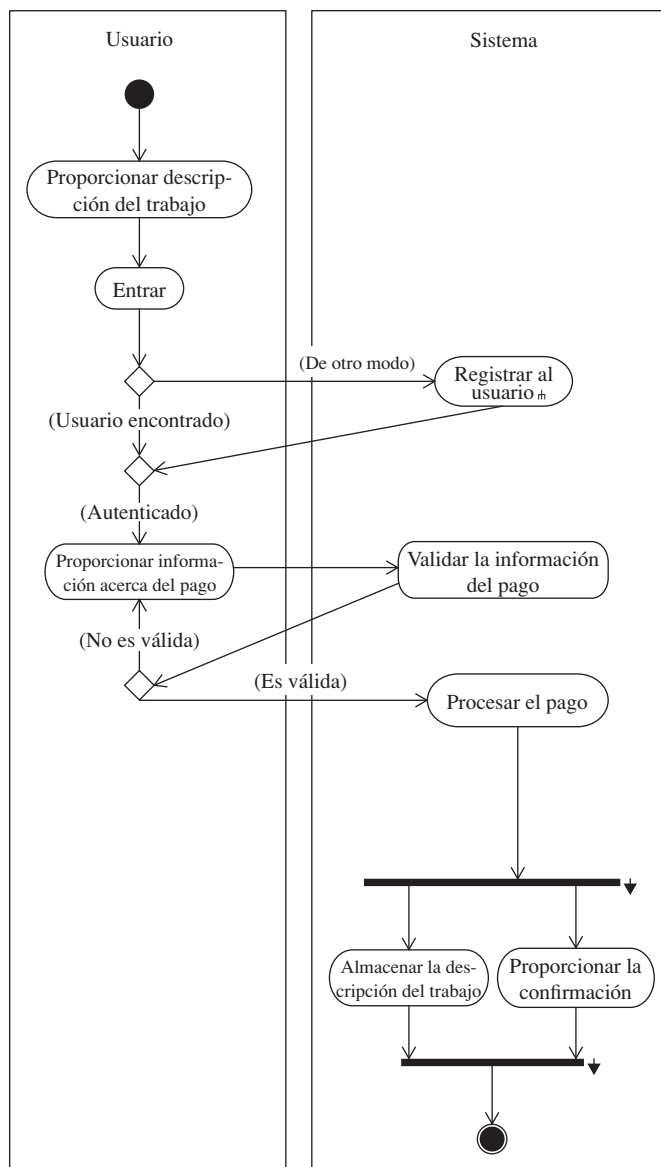 Usuario
Sistema
Proporcionar descrip-
ción del trabajo
Entrar
(De otro modo)
Registrar al
usuario
(Usuario encontrado)
(Autenticado)
Proporcionar informa-
ción acerca del pago
Validar la información
del pago
(No es válida)
(Es válida)
Procesar el pago
Almacenar la des-
cripción del trabajo
Proporcionar la
confirmación